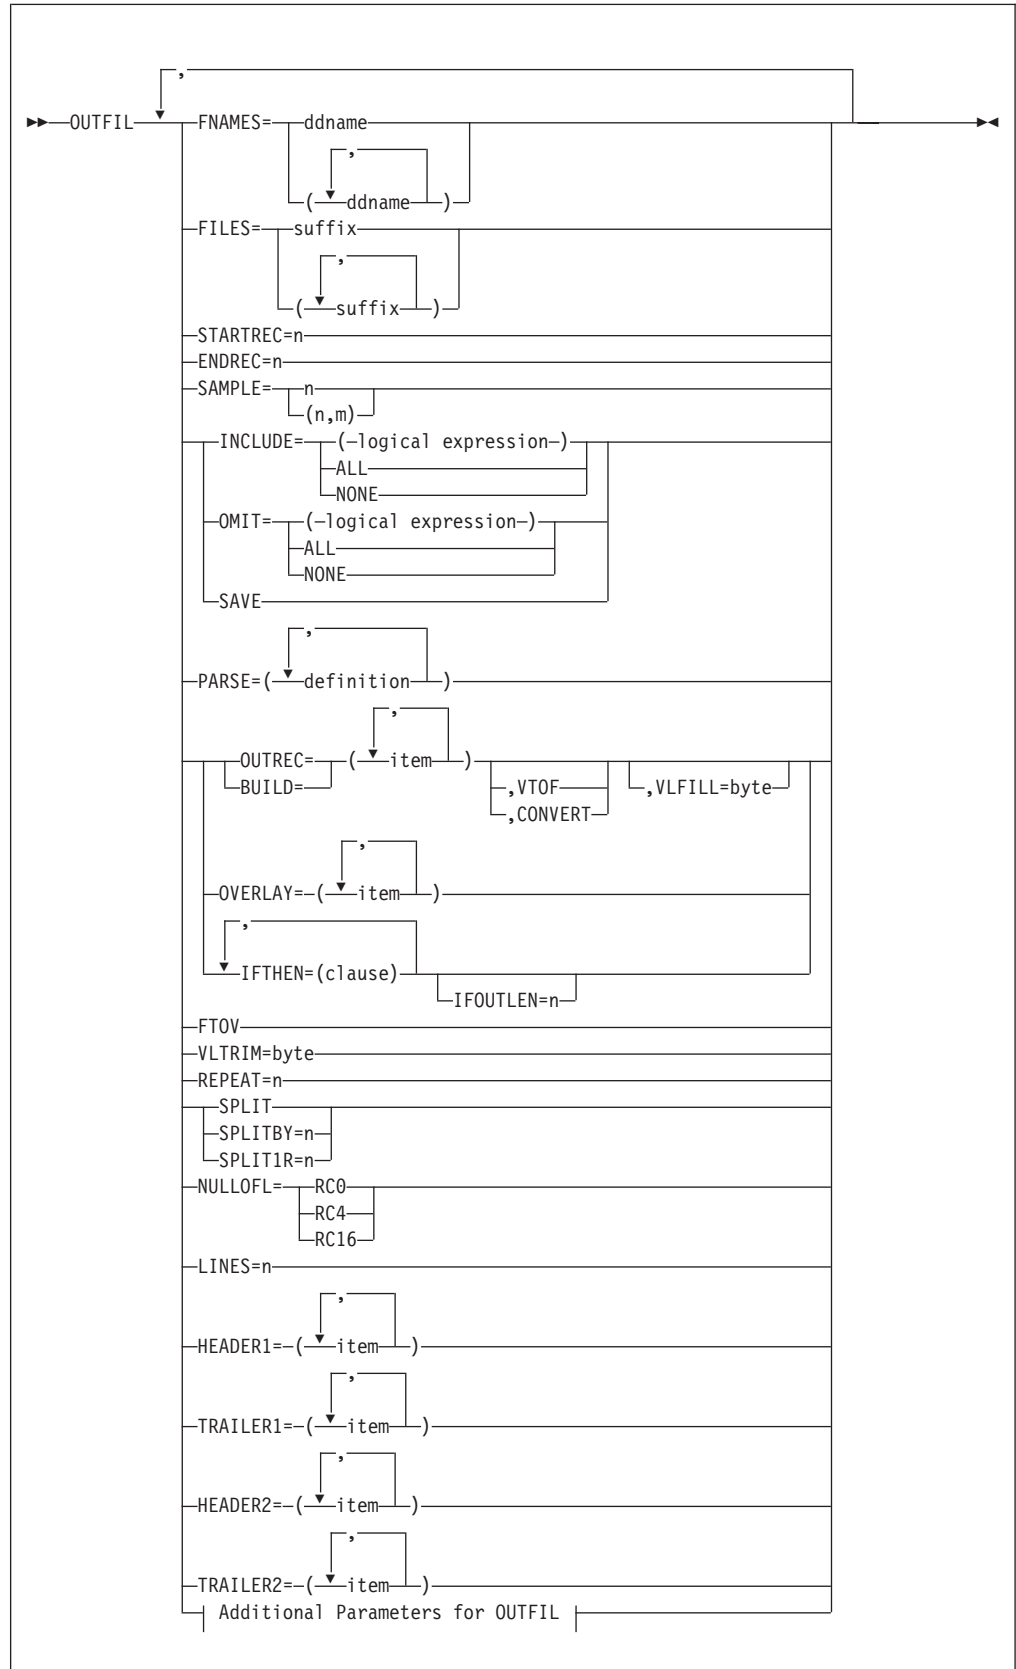 ,
OUTFIL FNAMES= ddname
,
( ddname )
FILES= suffix
,
( suffix )
STARTREC=n
ENDREC=n
SAMPLE= n
(n,m)
INCLUDE= (logical expression)
ALL
NONE
OMIT= (logical expression)
ALL
NONE
SAVE
,
PARSE=( definition )
,
OUTREC= ( item )
BUILD= ,VTOF ,VLFILL=byte
,CONVERT
,
OVERLAY=( item )
,
IFTHEN=(clause)
IFOUTLEN=n
FTOV
VLTRIM=byte
REPEAT=n
SPLIT
SPLITBY=n
SPLIT1R=n
NULLOFL= RC0
RC4
RC16
LINES=n
,
HEADER1=( item )
,
TRAILER1=( item )
,
HEADER2=( item )
,
TRAILER2=( item )
Additional Parameters for OUTFIL